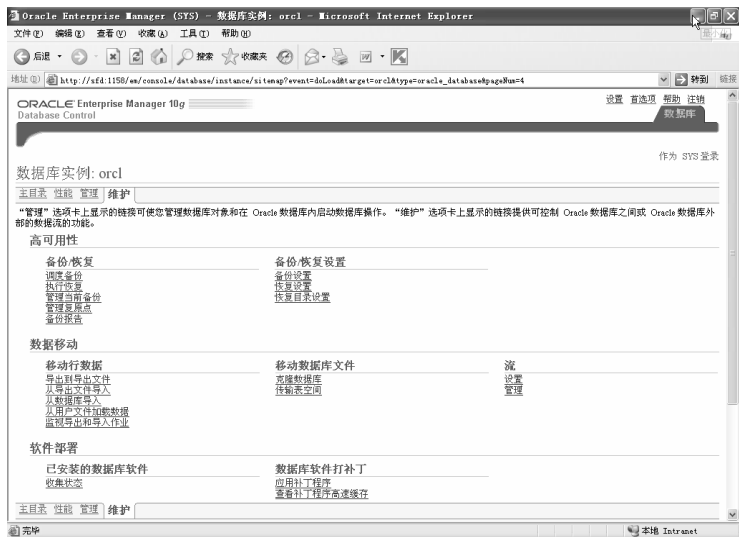 Oracle Enterprise Manager (SYS) - 数据库实例: orcl - Microsoft Internet Explorer
文件(F) 编辑(E) 查看(V) 收藏(A) 工具(T) 帮助(H)
后退 搜索 收藏夹
地址(D) http://sfd:1158/em/console/database/instance/sitemap?event=doLoad&target=orcl&type=oracle_database&pageNum=4 转到 链接
ORACLE Enterprise Manager 10g
Database Control
设置 首选项 帮助 注销
数据库
作为 SYS 登录
数据库实例: orcl
主目录 性能 管理 维护
“管理”选项卡上显示的链接可使您管理数据库对象和在 Oracle 数据库内启动数据库操作。“维护”选项卡上显示的链接提供可控制 Oracle 数据库之间或 Oracle 数据库外
部的数据流的功能。
高可用性
备份/恢复
调度备份
执行恢复
管理当前备份
管理复原点
备份报告
备份/恢复设置
备份设置
恢复设置
恢复目录设置
数据移动
移动行数据
导出到导出文件
从导出文件导入
从数据库导入
从用户文件加载数据
监视导出和导入作业
移动数据库文件
克隆数据库
传输表空间
流
设置
管理
软件部署
已安装的数据库软件
收集状态
数据库软件打补丁
应用补丁程序
查看补丁程序高速缓存
主目录 性能 管理 维护
完毕 本地 Intranet